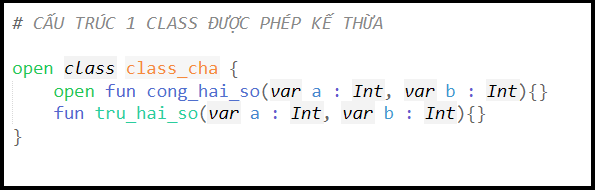 # CẤU TRÚC 1 CLASS ĐƯỢC PHÉP KẾ THỪA
open class class_cha {
open fun cong_hai_so(var a : Int, var b : Int){}
fun tru_hai_so(var a : Int, var b : Int){}
}